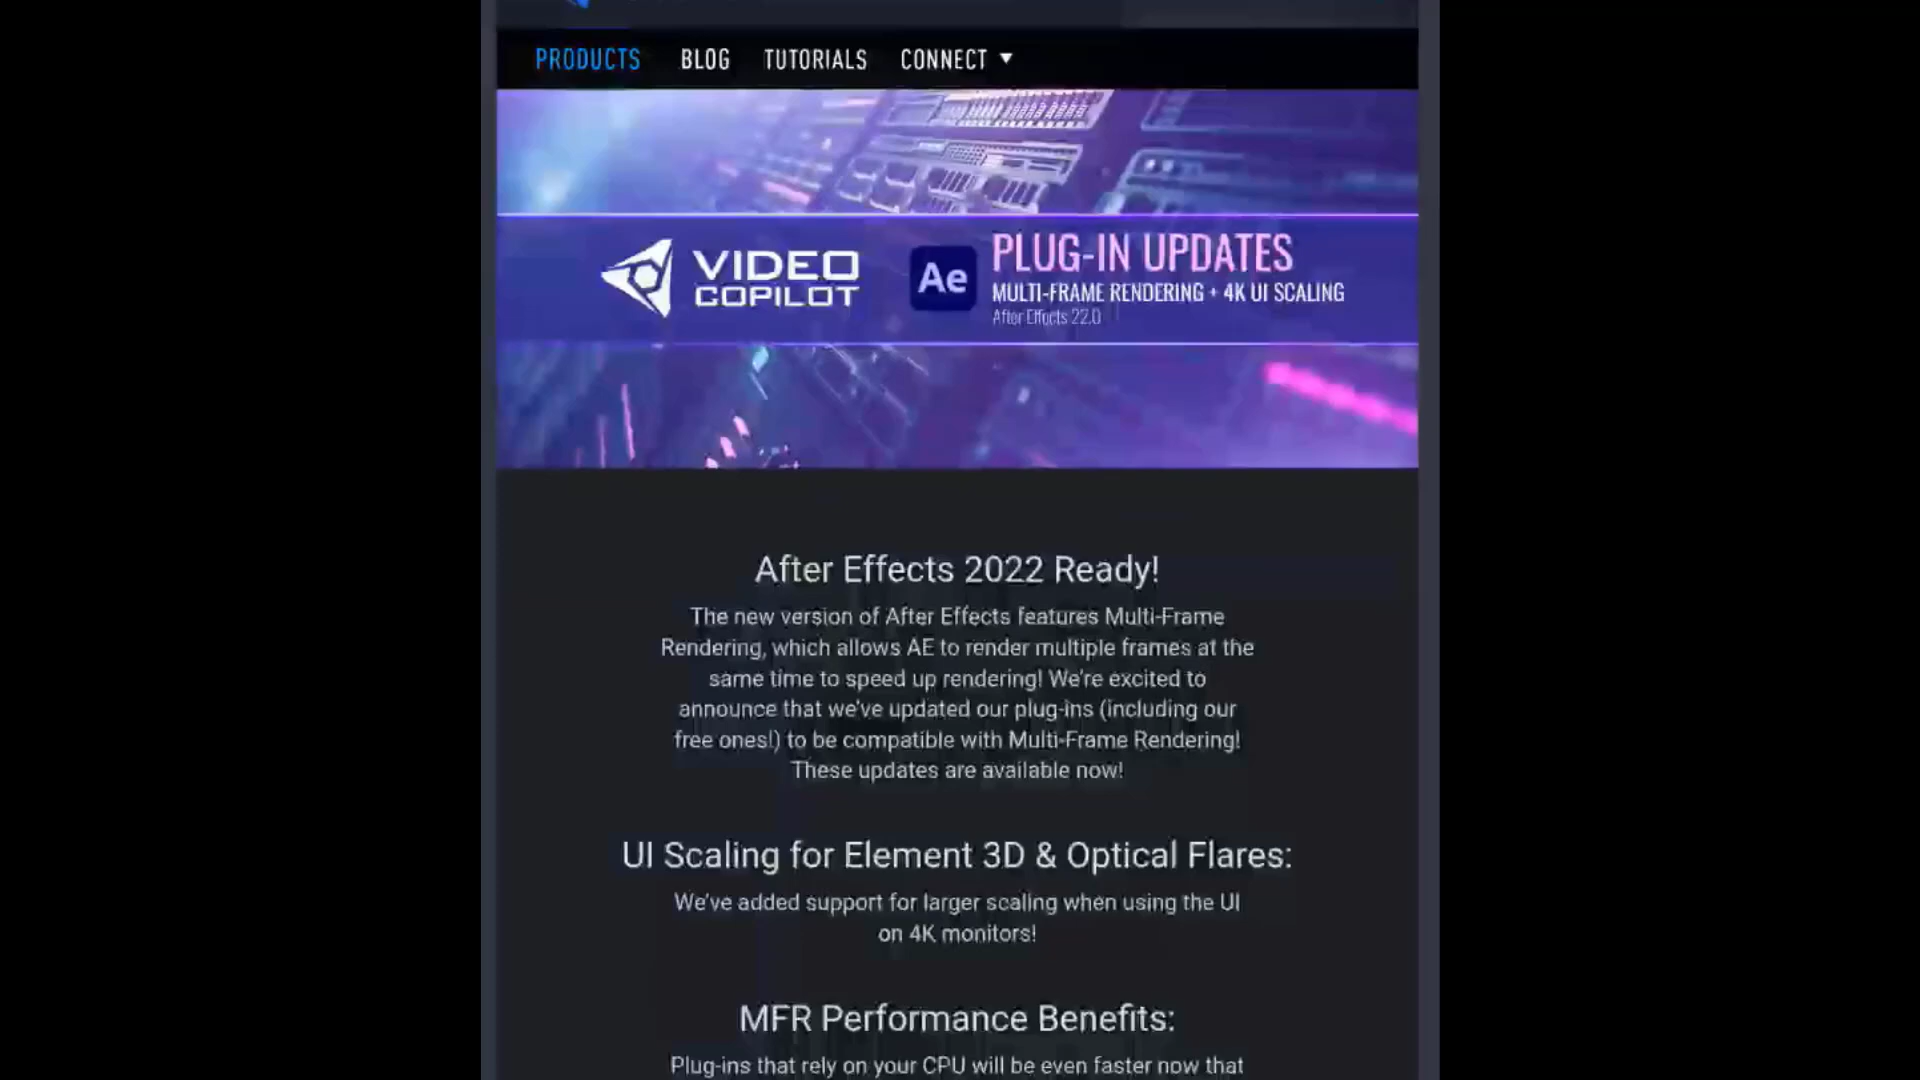 PRODUCTS BLOG TUTORIALS CONNECT ▼
VIDEO
COPILOT
Ae
PLUG-IN UPDATES
MULTI-FRAME RENDERING + 4K UI SCALING
After Effects 22.0
After Effects 2022 Ready!
The new version of After Effects features Multi-Frame
Rendering, which allows AE to render multiple frames at the
same time to speed up rendering! We're excited to
announce that we've updated our plug-ins (including our
free ones!) to be compatible with Multi-Frame Rendering!
These updates are available now!
UI Scaling for Element 3D & Optical Flares:
We've added support for larger scaling when using the UI
on 4K monitors!
MFR Performance Benefits:
Plug-ins that rely on your CPU will be even faster now that